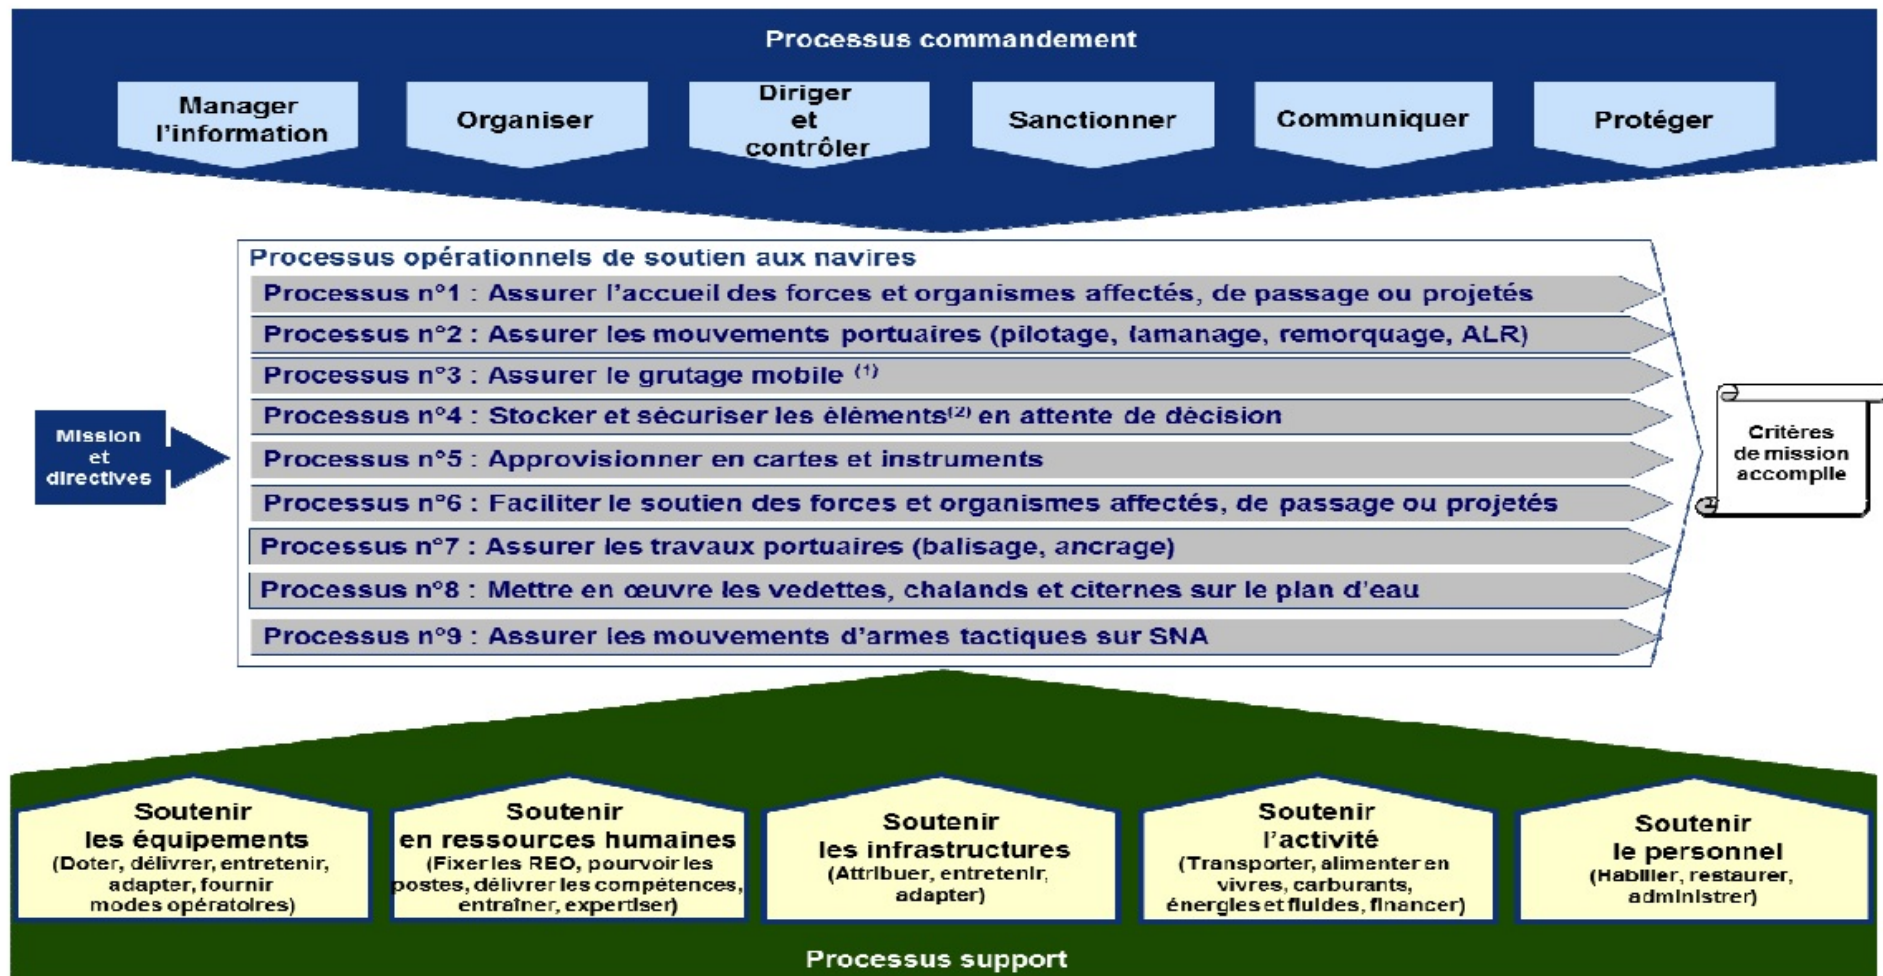 Processus commandement
Manager
l'information
Organiser
Diriger
et
contrôler
Sanctionner
Communiquer
Protéger
Processus opérationnels de soutien aux navires
Processus n°1 : Assurer l'accueil des forces et organismes affectés, de passage ou projetés
Processus n°2 : Assurer les mouvements portuaires (pilotage, lamanage, remorquage, ALR)
Processus n°3 : Assurer le grutage mobile (1)
Processus n°4 : Stocker et sécuriser les éléments(2) en attente de décision
Processus n°5 : Approvisionner en cartes et instruments
Processus n°6 : Faciliter le soutien des forces et organismes affectés, de passage ou projetés
Processus n°7 : Assurer les travaux portuaires (balisage, ancrage)
Processus n°8 : Mettre en œuvre les vedettes, chalands et citernes sur le plan d'eau
Processus n°9 : Assurer les mouvements d'armes tactiques sur SNA
Mission
et
directives
Critères
de mission
accomplie
Soutenir
les équipements
(Doter, délivrer, entretenir,
adapter, fournir
modes opératoires)
Soutenir
en ressources humaines
(Fixer les REO, pourvoir les
postes, délivrer les compétences,
entraîner, expertiser)
Soutenir
les infrastructures
(Attribuer, entretenir,
adapter)
Soutenir
l'activité
(Transporter, alimenter en
vivres, carburants,
énergies et fluides, financer)
Soutenir
le personnel
(Habiller, restaurer,
administrer)
Processus support